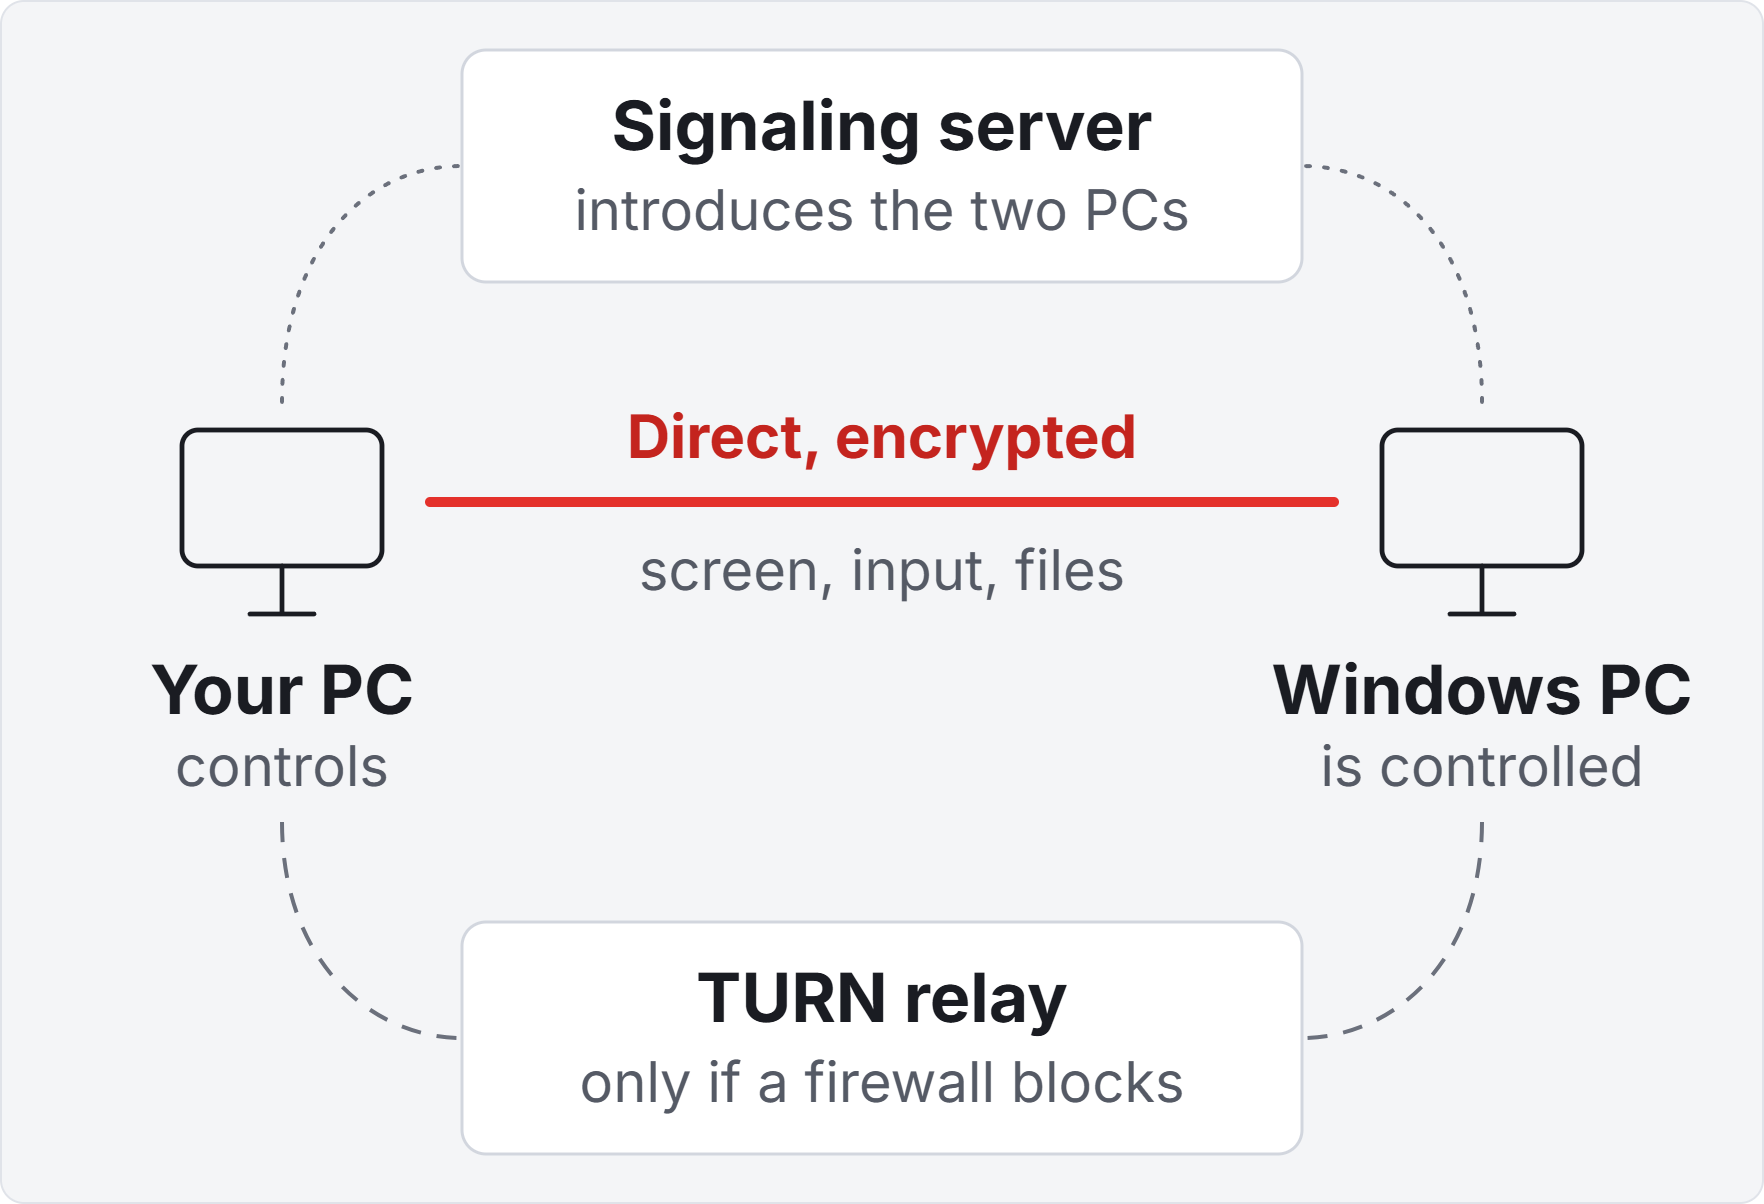 Signaling server
introduces the two PCs
Direct, encrypted
screen, input, files
Your PC
controls
Windows PC
is controlled
TURN relay
only if a firewall blocks